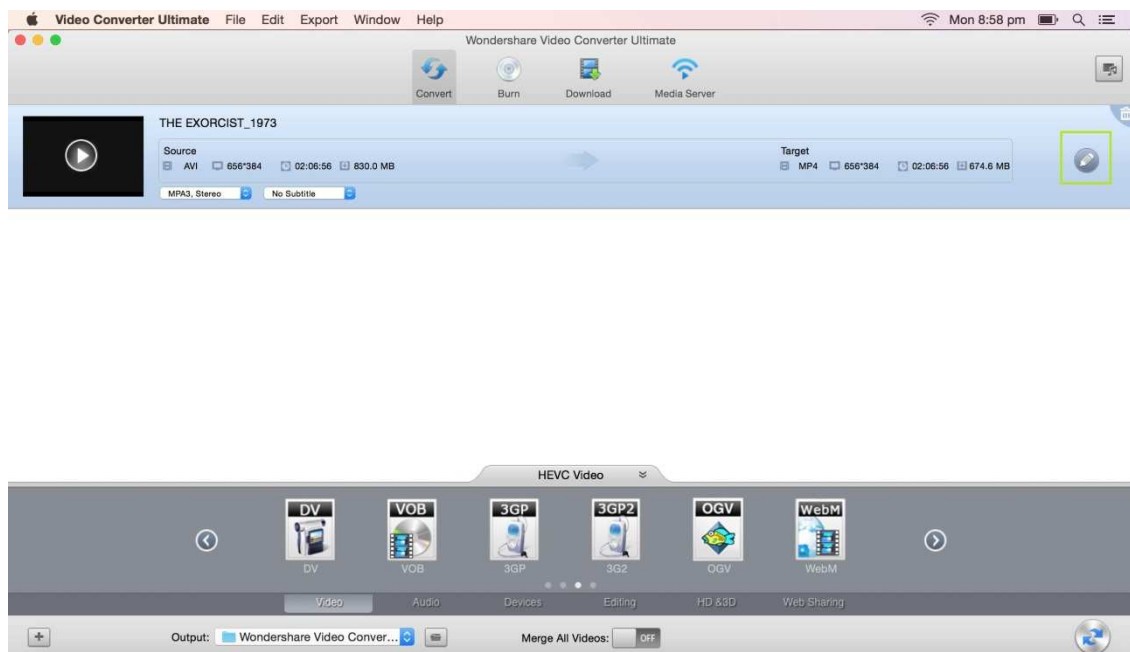 Video Converter Ultimate File Edit Export Window Help Mon 8:58 pm
Wondershare Video Converter Ultimate
Convert Burn Download Media Server
THE EXORCIST_1973
Source Target
AVI 656*384 02:06:56 830.0 MB MP4 656*384 02:06:56 674.6 MB
MPA3, Stereo No Subtitle
HEVC Video
DV VOB 3GP 3GP2 OGV WebM
DV VOB 3GP 3G2 OGV WebM
Video Audio Devices Editing HD &3D Web Sharing
Output: Wondershare Video Conver... Merge All Videos: OFF